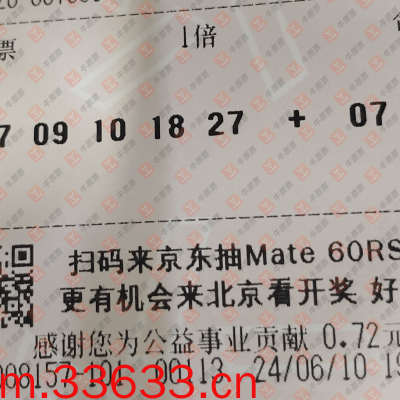 票 1倍
7 09 10 18 27 + 07
扫码来京东抽Mate 60RS
更有机会来北京看开奖 好
感谢您为公益事业贡献 0.72元
24/06/10 19
m.33633.cn